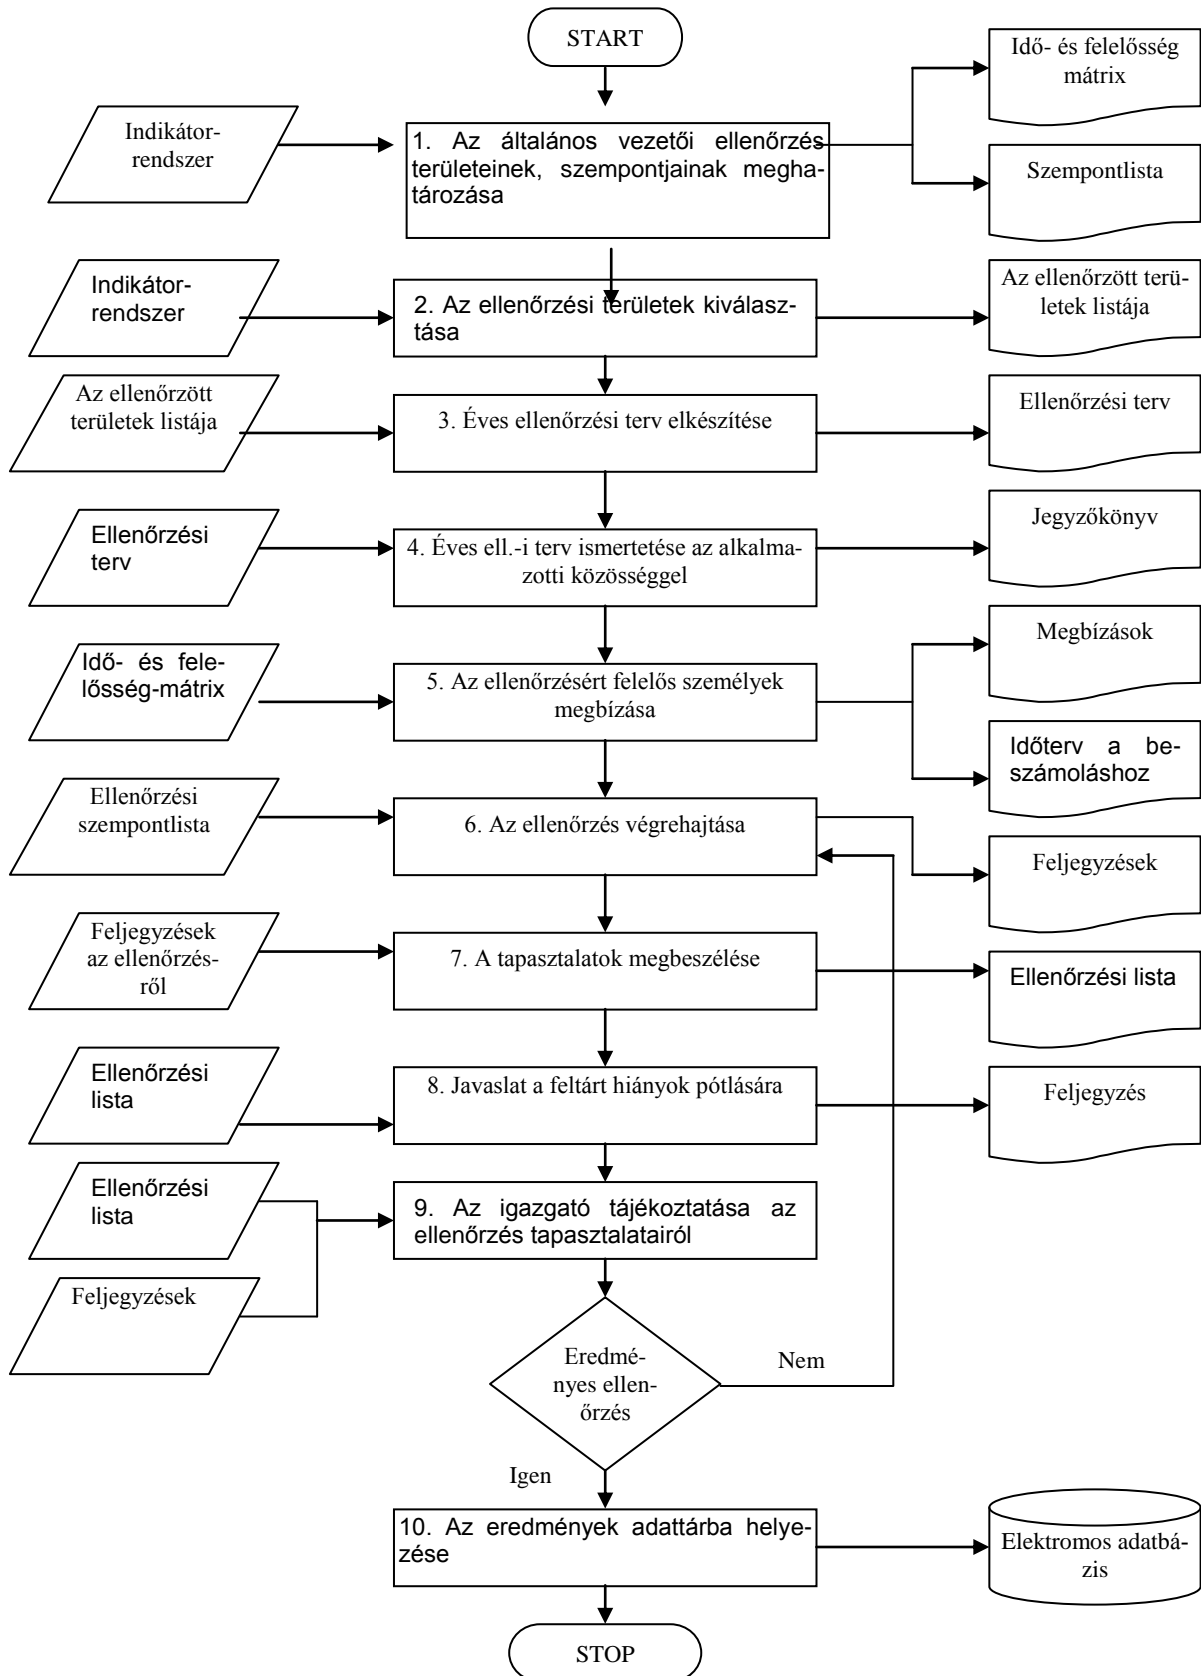 START
Idő- és felelősség
mátrix
Indikátor-
rendszer
1. Az általános vezetői ellenőrzés
területeinek, szempontjainak megha-
tározása
Szempontlista
Indikátor-
rendszer
2. Az ellenőrzési területek kiválasz-
tása
Az ellenőrzött terü-
letek listája
Az ellenőrzött
területek listája
3. Éves ellenőrzési terv elkészítése
Ellenőrzési terv
Ellenőrzési
terv
4. Éves ell.-i terv ismertetése az alkalma-
zotti közösséggel
Jegyzőkönyv
Idő- és fele-
lősség-mátrix
5. Az ellenőrzésért felelős személyek
megbízása
Megbízások
Időterv a be-
számoláshoz
Ellenőrzési
szempontlista
6. Az ellenőrzés végrehajtása
Feljegyzések
Feljegyzések
az ellenőrzés-
ről
7. A tapasztalatok megbeszélése
Ellenőrzési lista
Ellenőrzési
lista
8. Javaslat a feltárt hiányok pótlására
Feljegyzés
Ellenőrzési
lista
9. Az igazgató tájékoztatása az
ellenőrzés tapasztalatairól
Feljegyzések
Eredmé-
nyes ellen-
őrzés
Nem
Igen
10. Az eredmények adattárba helye-
zése
Elektromos adatbá-
zis
STOP